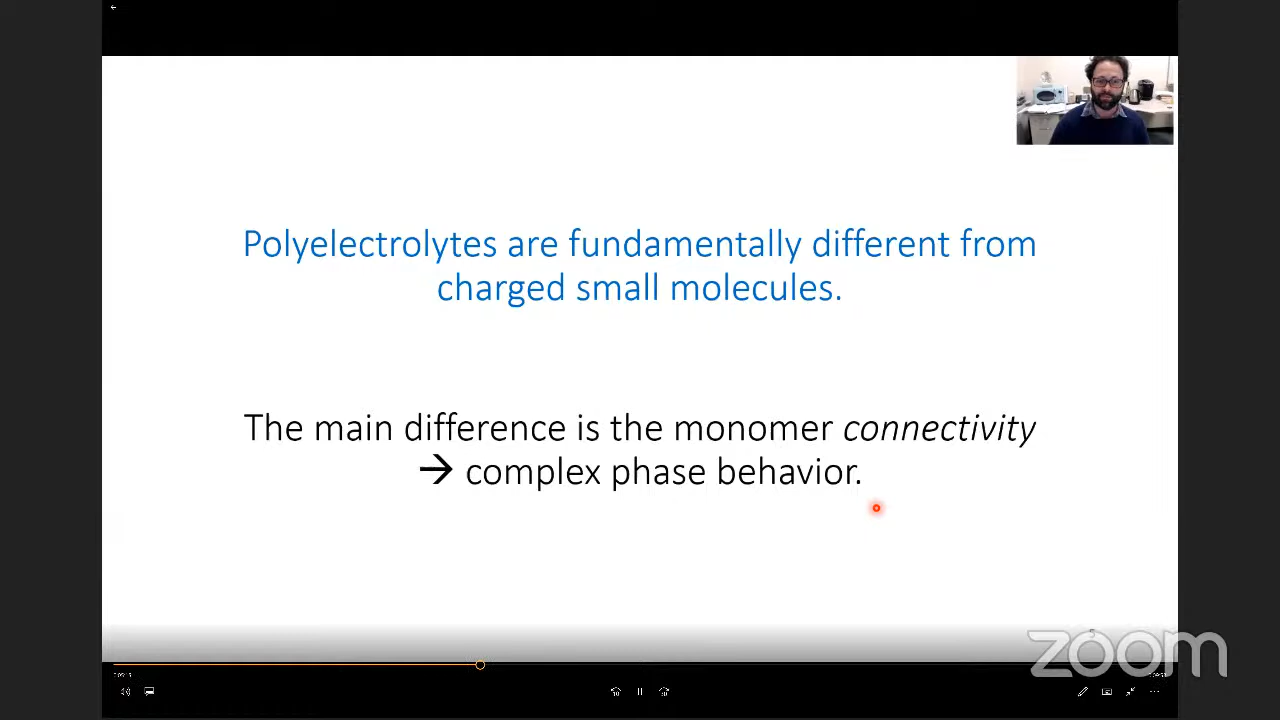 Polyelectrolytes are fundamentally different from
charged small molecules.
The main difference is the monomer connectivity
→ complex phase behavior.
zoom